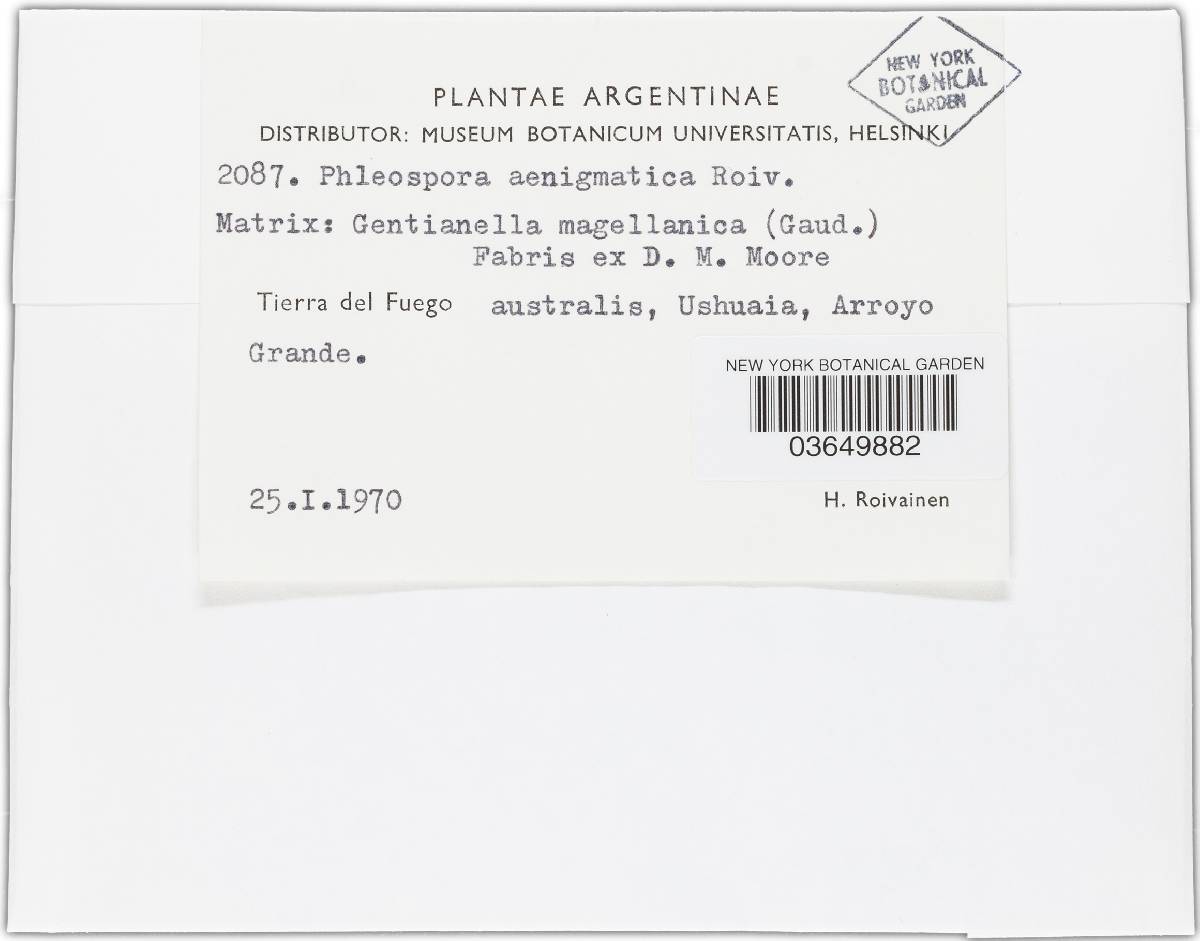 NEW YORK
BOTANICAL
GARDEN
PLANTAE ARGENTINAE
DISTRIBUTOR: MUSEUM BOTANICUM UNIVERSITATIS, HELSINKI
2087. Phleospora aenigmatica Roiv.
Matrix: Gentianella magellanica (Gaud.)
Fabris ex D. M. Moore
Tierra del Fuego australis, Ushuaia, Arroyo
Grande.
NEW YORK BOTANICAL GARDEN
03649882
25.I.1970 H. Roivainen